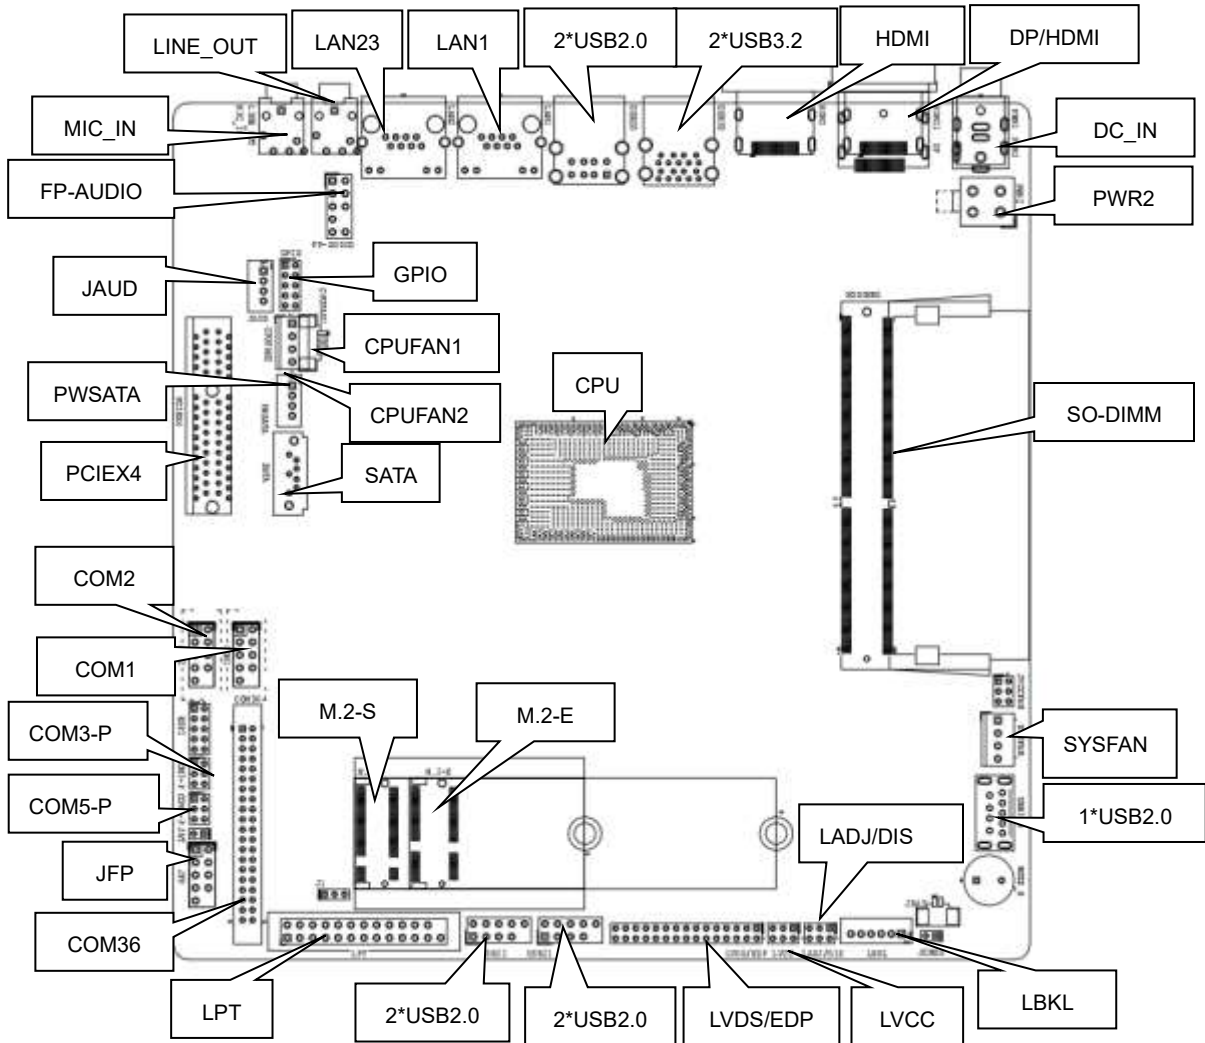 LINE_OUT
LAN23
LAN1
2*USB2.0
2*USB3.2
HDMI
DP/HDMI
MIC_IN
DC_IN
FP-AUDIO
PWR2
JAUD
GPIO
CPUFAN1
PWSATA
CPUFAN2
CPU
SO-DIMM
PCIEX4
SATA
COM2
COM1
M.2-S
M.2-E
COM3-P
SYSFAN
COM5-P
1*USB2.0
LADJ/DIS
JFP
COM36
LPT
2*USB2.0
2*USB2.0
LVDS/EDP
LVCC
LBKL